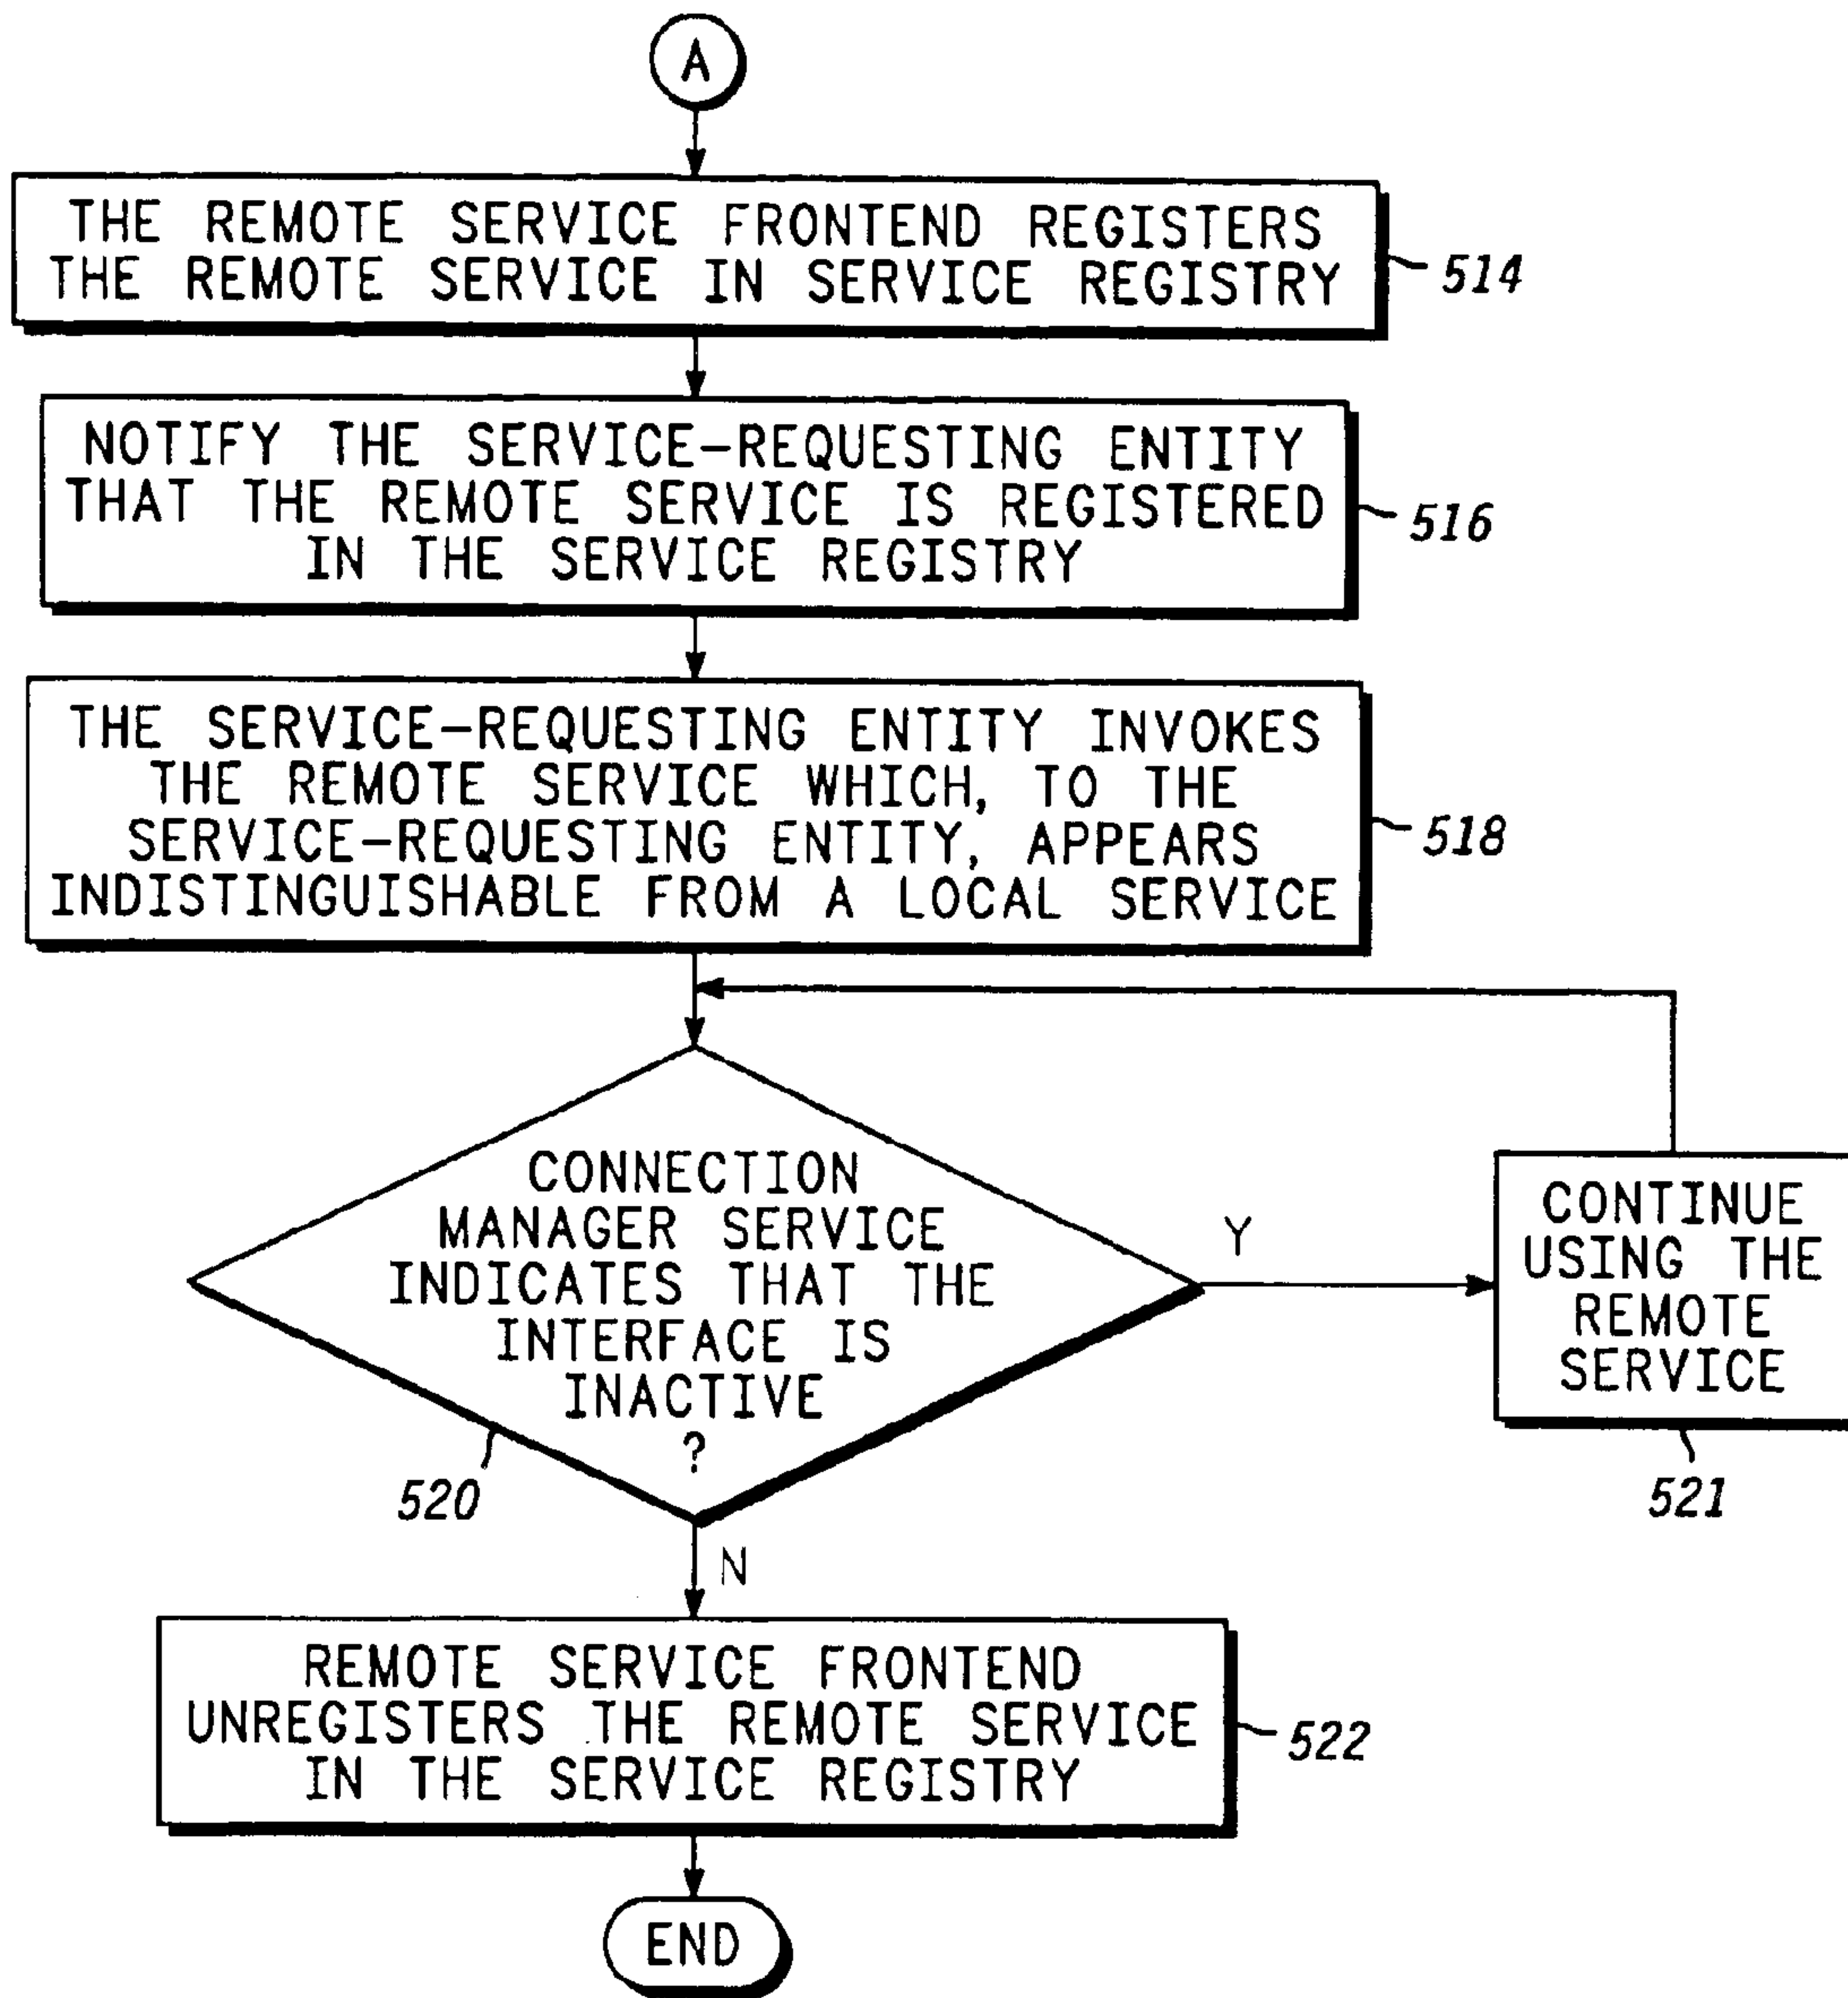 A
THE REMOTE SERVICE FRONTEND REGISTERS
THE REMOTE SERVICE IN SERVICE REGISTRY
514
NOTIFY THE SERVICE-REQUESTING ENTITY
THAT THE REMOTE SERVICE IS REGISTERED
IN THE SERVICE REGISTRY
516
THE SERVICE-REQUESTING ENTITY INVOKES
THE REMOTE SERVICE WHICH, TO THE
SERVICE-REQUESTING ENTITY, APPEARS
INDISTINGUISHABLE FROM A LOCAL SERVICE
518
CONNECTION
MANAGER SERVICE
INDICATES THAT THE
INTERFACE IS
INACTIVE
?
520
Y
CONTINUE
USING THE
REMOTE
SERVICE
521
N
REMOTE SERVICE FRONTEND
UNREGISTERS THE REMOTE SERVICE
IN THE SERVICE REGISTRY
522
END